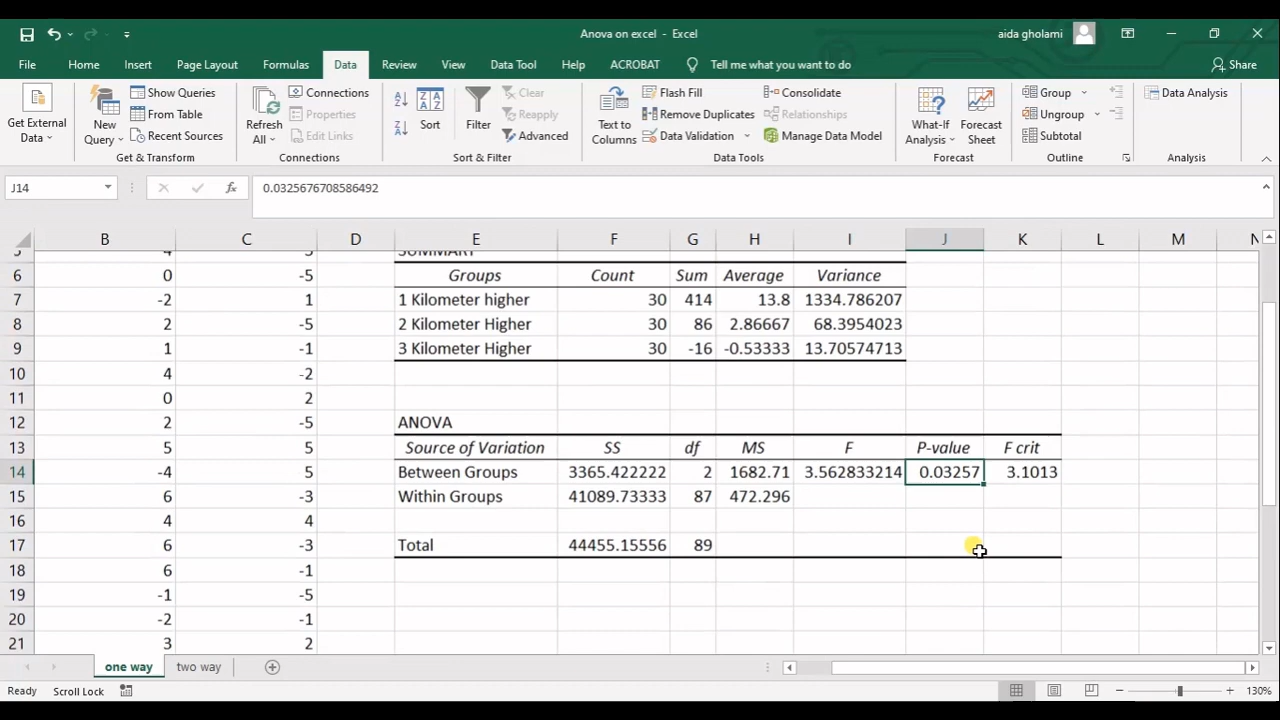 Anova on excel - Excel
aida gholami
File Home Insert Page Layout Formulas Data Review View Data Tool Help ACROBAT Tell me what you want to do Share
Get External Data
New Query
Show Queries
From Table
Recent Sources
Get & Transform
Refresh All
Connections
Properties
Edit Links
Connections
Sort
Filter
Clear
Reapply
Advanced
Sort & Filter
Text to Columns
Flash Fill
Remove Duplicates
Data Validation
Consolidate
Relationships
Manage Data Model
Data Tools
What-If Analysis
Forecast Sheet
Forecast
Group
Ungroup
Subtotal
Outline
Data Analysis
Analysis
J14 fx 0.0325676708586492
B C D E F G H I J K L M N
6 0 -5 Groups Count Sum Average Variance
7 -2 1 1 Kilometer higher 30 414 13.8 1334.786207
8 2 -5 2 Kilometer Higher 30 86 2.86667 68.3954023
9 1 -1 3 Kilometer Higher 30 -16 -0.53333 13.70574713
10 4 -2
11 0 2
12 2 -5 ANOVA
13 5 5 Source of Variation SS df MS F P-value F crit
14 -4 5 Between Groups 3365.422222 2 1682.71 3.562833214 0.03257 3.1013
15 6 -3 Within Groups 41089.73333 87 472.296
16 4 4
17 6 -3 Total 44455.15556 89
18 6 -1
19 -1 -5
20 -2 -1
21 3 2
one way two way
Ready Scroll Lock 130%